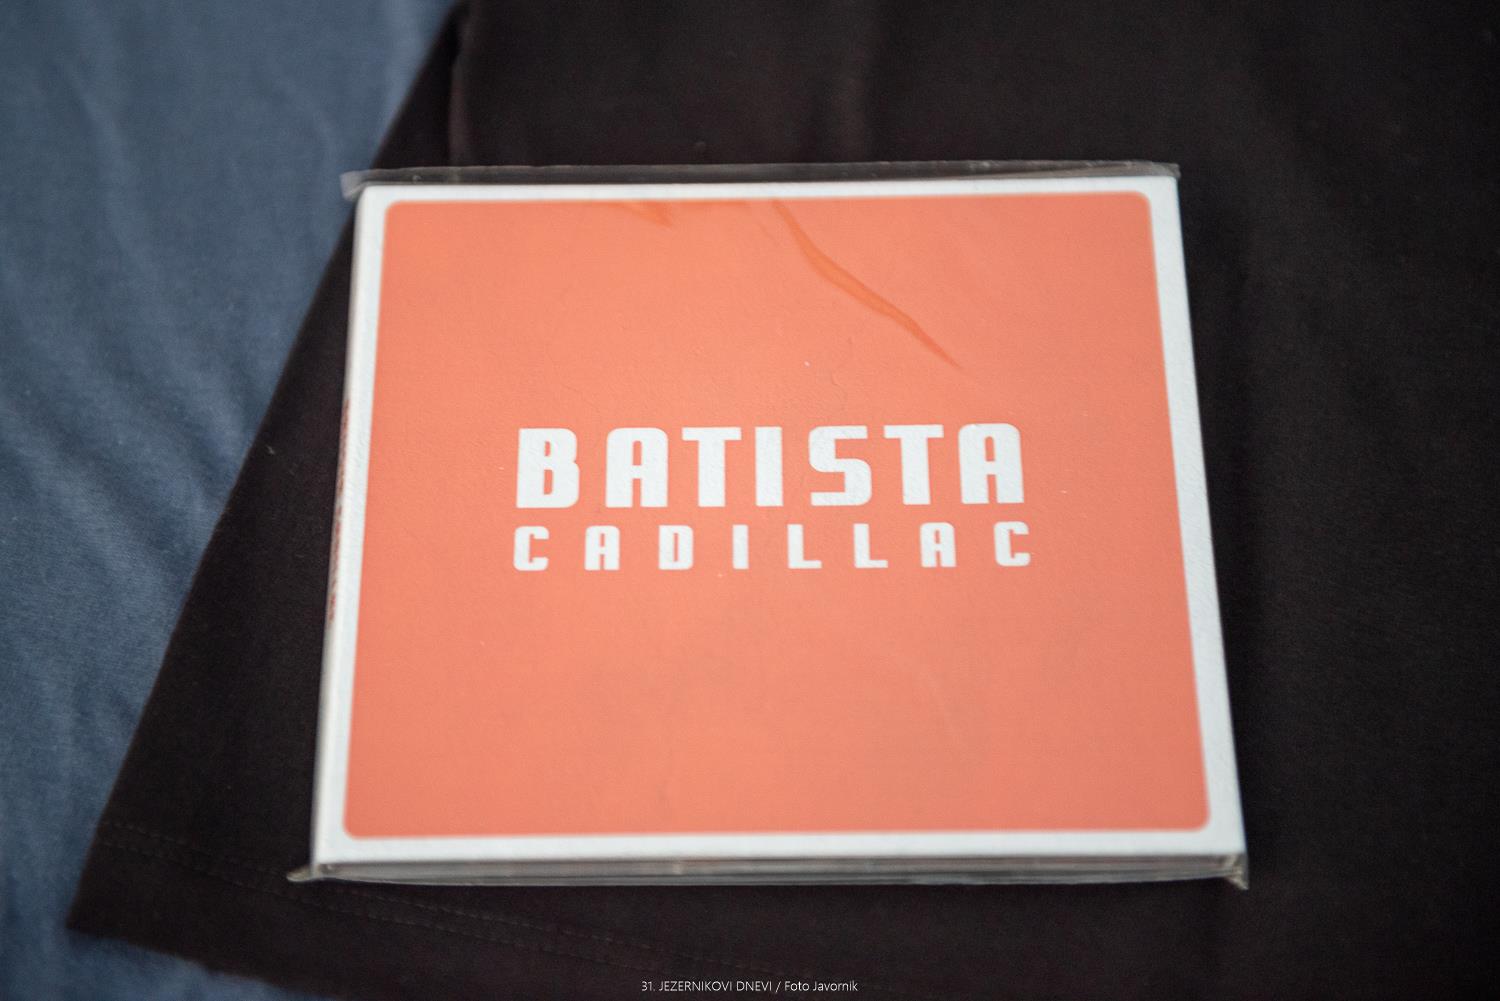 BATISTA
CADILLAC
31. JEZERNIKOVI DNEVI / Foto Javornik